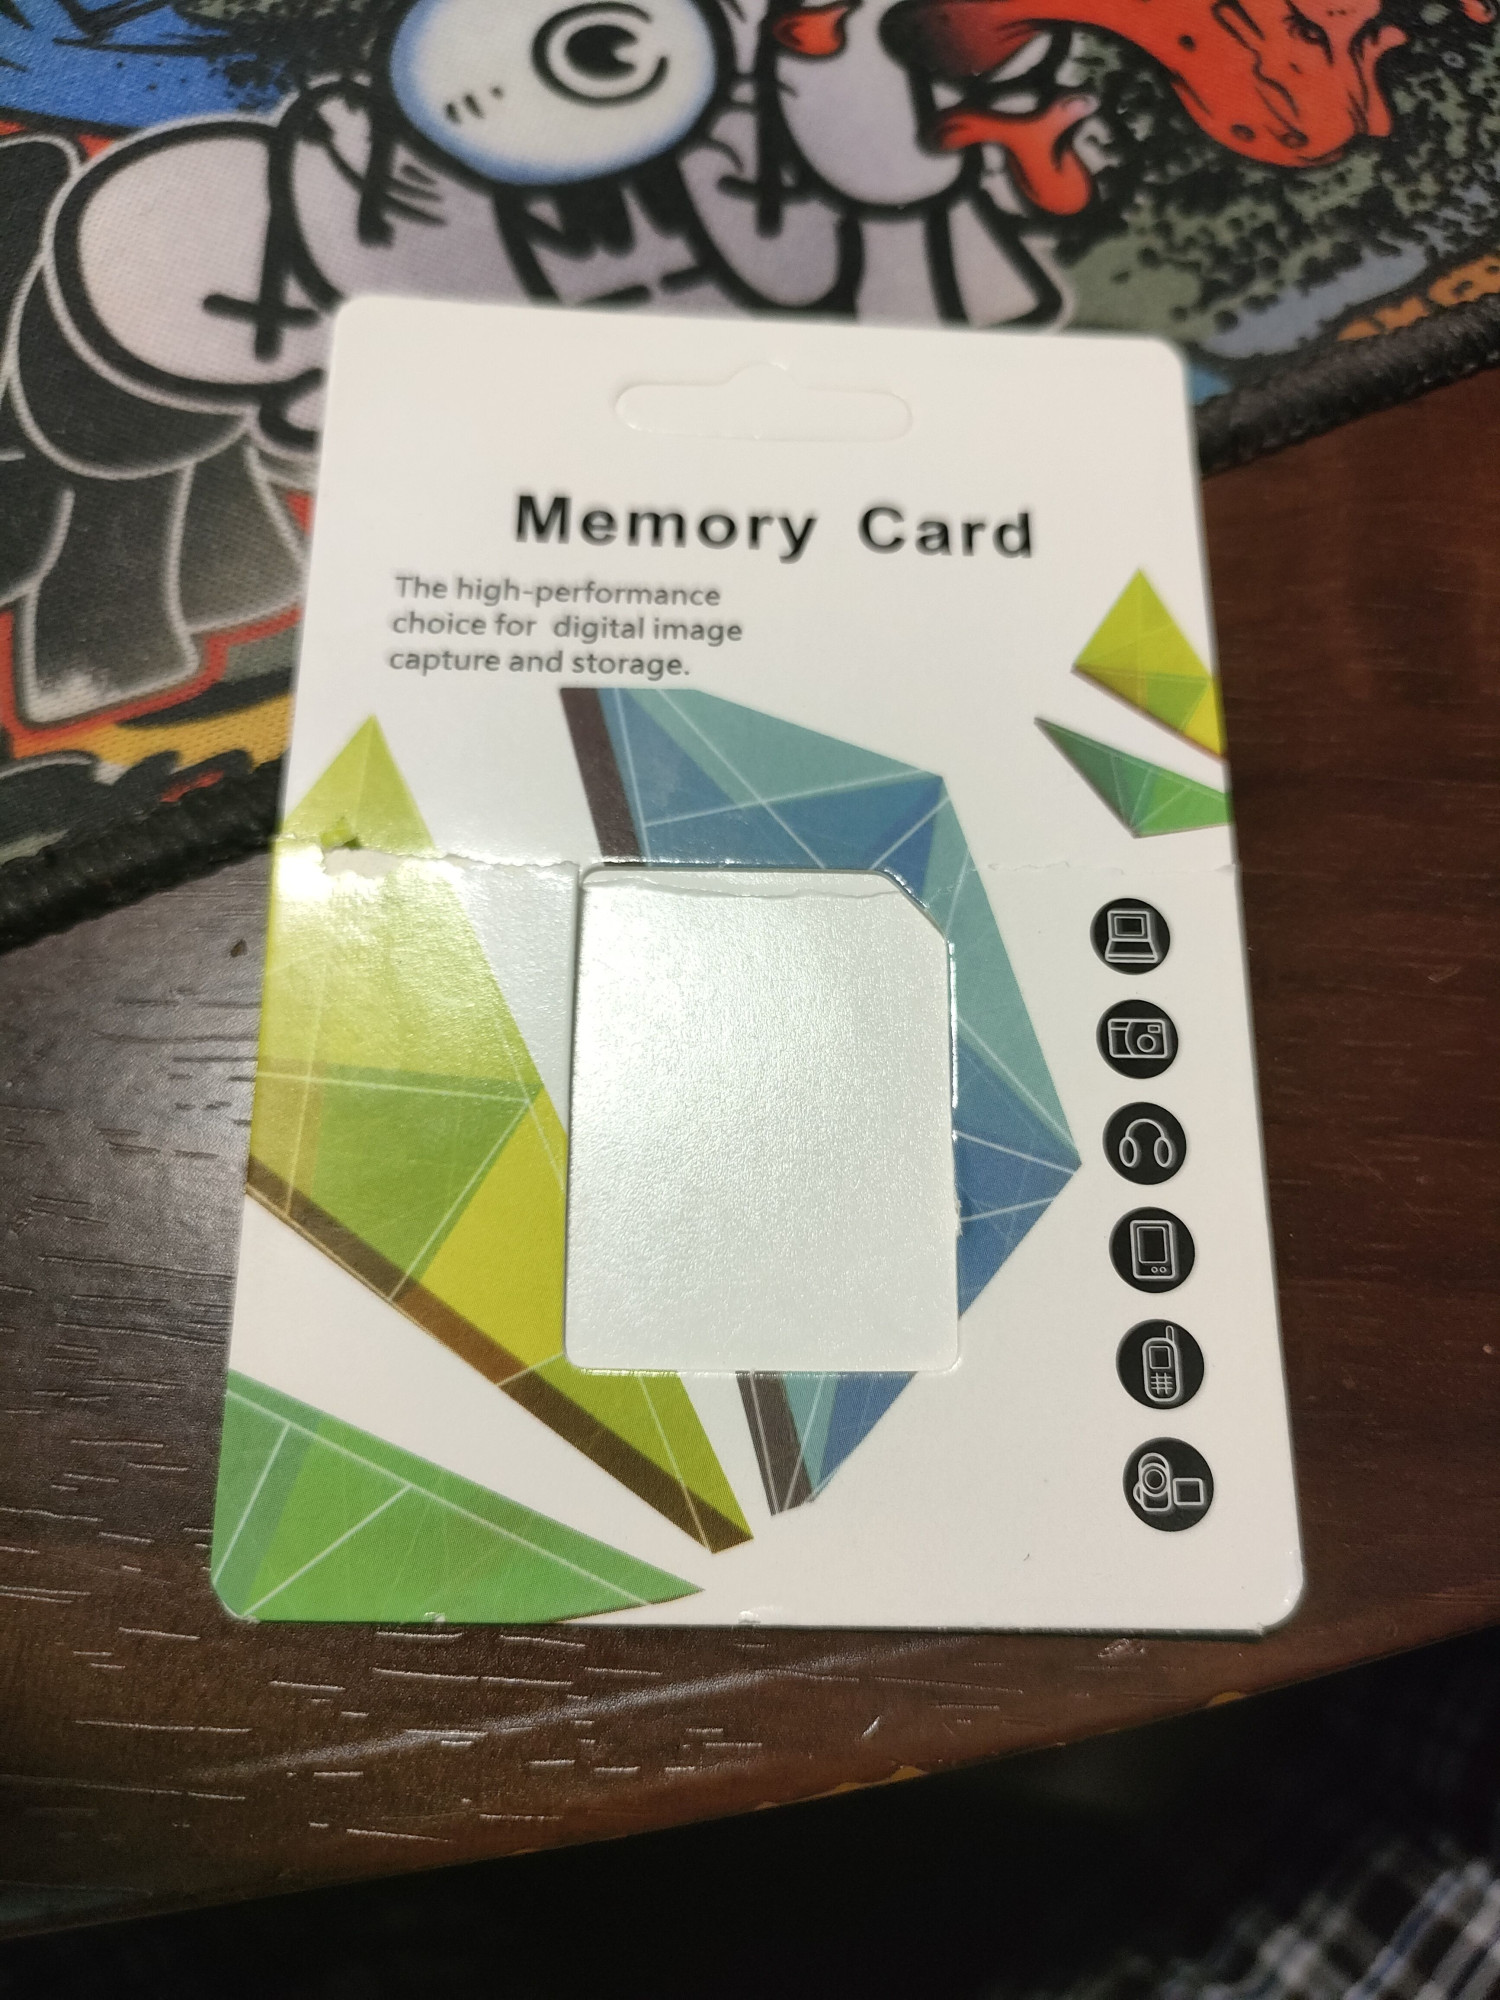 Memory Card
The high-performance
choice for digital image
capture and storage.